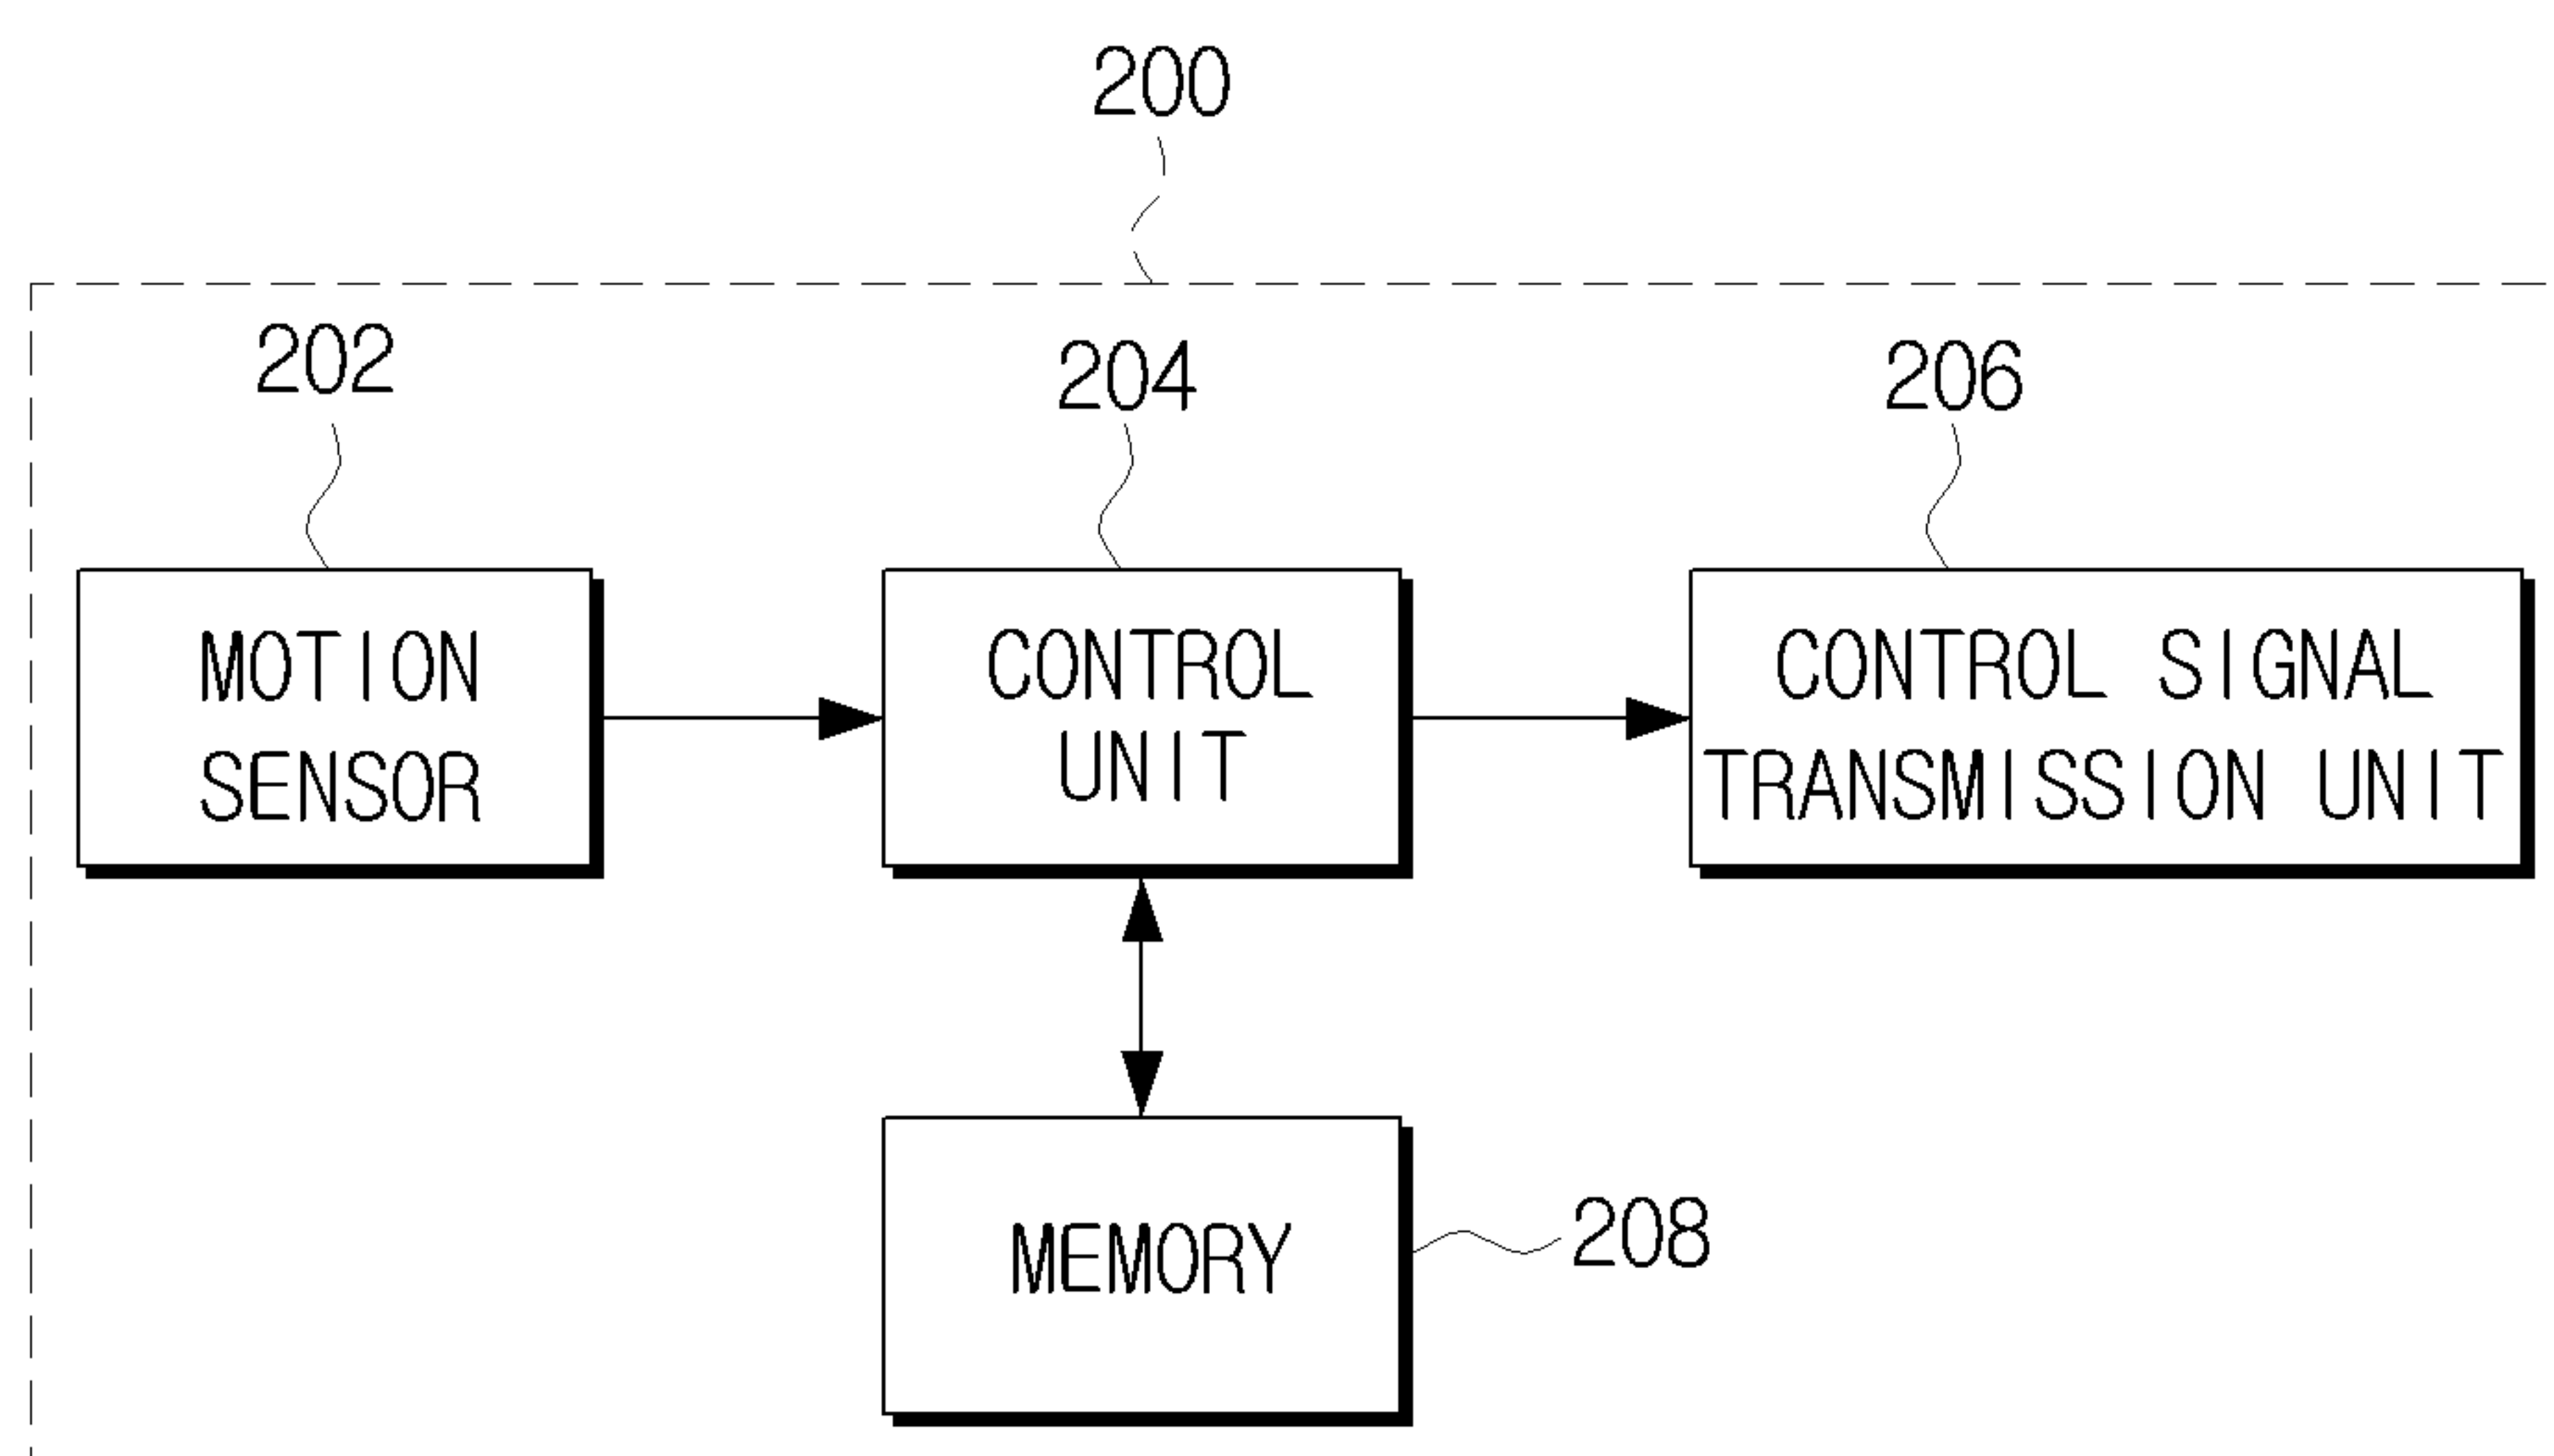 200
202
204
206
MOTION
SENSOR
CONTROL
UNIT
CONTROL SIGNAL
TRANSMISSION UNIT
MEMORY
208